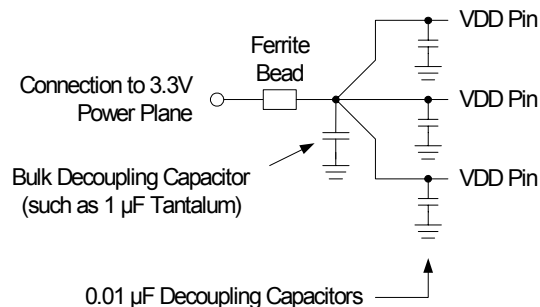 VDD Pin
Ferrite
Bead
Connection to 3.3V
Power Plane
VDD Pin
Bulk Decoupling Capacitor
(such as 1 µF Tantalum)
VDD Pin
0.01 µF Decoupling Capacitors